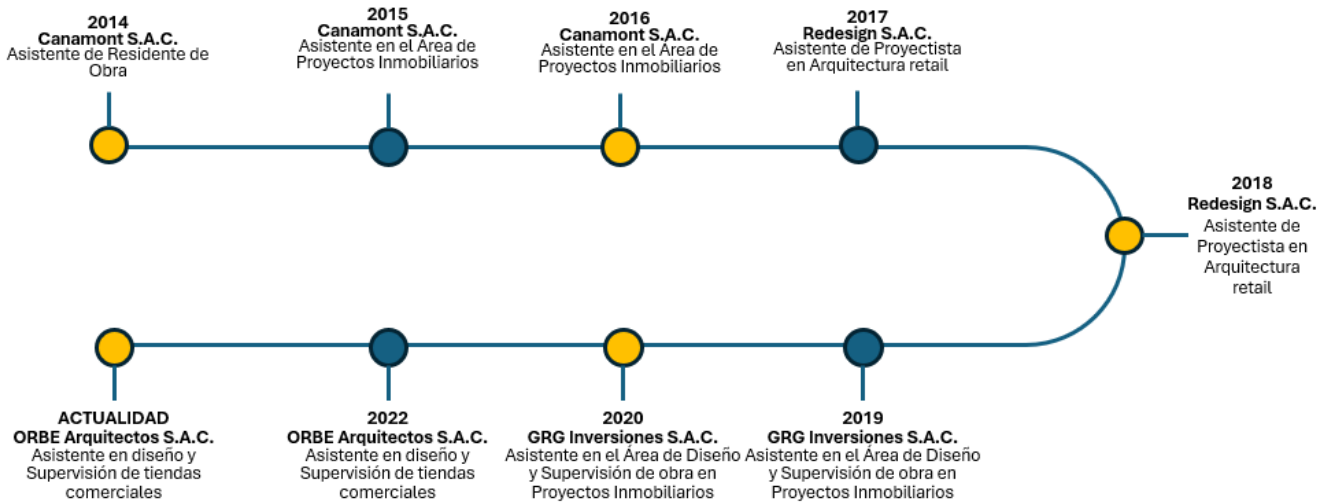 2014
Canamont S.A.C.
Asistente de Residente de
Obra
2015
Canamont S.A.C.
Asistente en el Área de
Proyectos Inmobiliarios
2016
Canamont S.A.C.
Asistente en el Área de
Proyectos Inmobiliarios
2017
Redesign S.A.C.
Asistente de Proyectista
en Arquitectura retail
2018
Redesign S.A.C.
Asistente de
Proyectista en
Arquitectura
retail
ACTUALIDAD
ORBE Arquitectos S.A.C.
Asistente en diseño y
Supervisión de tiendas
comerciales
2022
ORBE Arquitectos S.A.C.
Asistente en diseño y
Supervisión de tiendas
comerciales
2020
GRG Inversiones S.A.C.
Asistente en el Área de Diseño
y Supervisión de obra en
Proyectos Inmobiliarios
2019
GRG Inversiones S.A.C.
Asistente en el Área de Diseño
y Supervisión de obra en
Proyectos Inmobiliarios